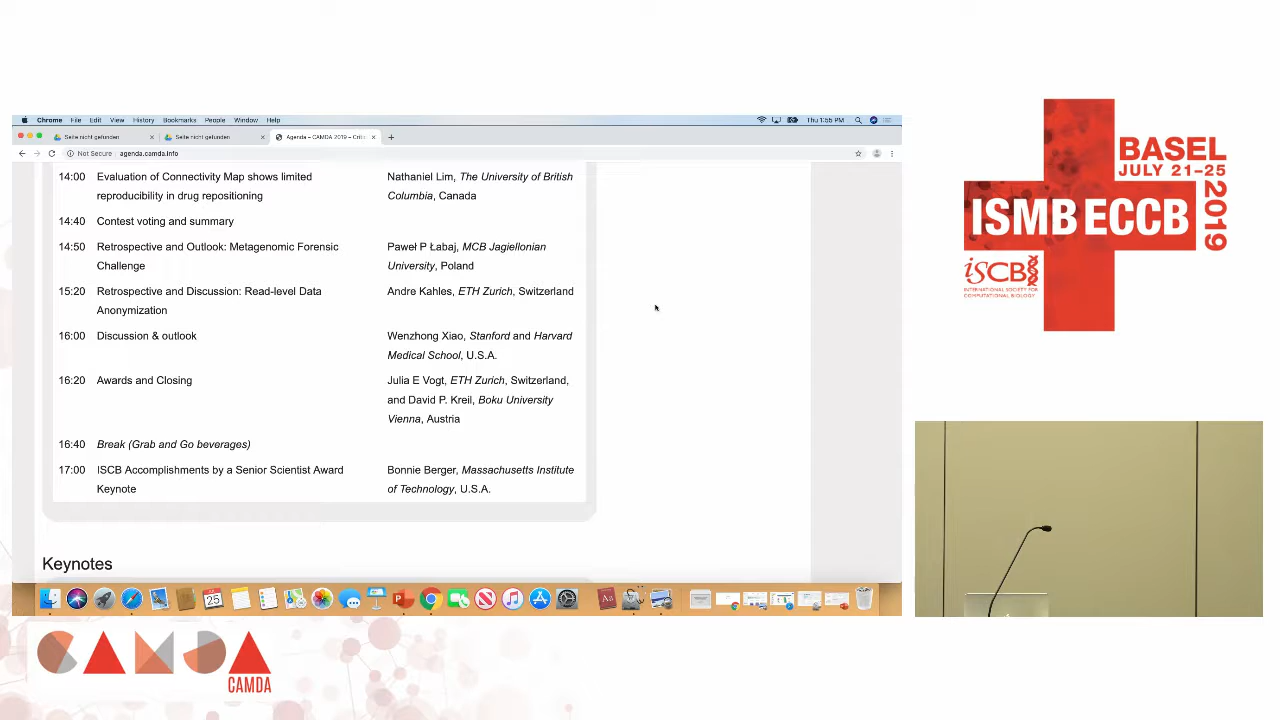 Chrome File Edit View History Bookmarks People Window Help Thu 1:55 PM
Seite nicht gefunden Seite nicht gefunden Agenda – CAMDA 2019 – Criti
Not Secure agenda.camda.info
14:00 Evaluation of Connectivity Map shows limited Nathaniel Lim, The University of British
reproducibility in drug repositioning Columbia, Canada
14:40 Contest voting and summary
14:50 Retrospective and Outlook: Metagenomic Forensic Paweł P Łabaj, MCB Jagiellonian
Challenge University, Poland
15:20 Retrospective and Discussion: Read-level Data Andre Kahles, ETH Zurich, Switzerland
Anonymization
16:00 Discussion & outlook Wenzhong Xiao, Stanford and Harvard
Medical School, U.S.A.
16:20 Awards and Closing Julia E Vogt, ETH Zurich, Switzerland,
and David P. Kreil, Boku University
Vienna, Austria
16:40 Break (Grab and Go beverages)
17:00 ISCB Accomplishments by a Senior Scientist Award Bonnie Berger, Massachusetts Institute
Keynote of Technology, U.S.A.
Keynotes
25
CAMDA
CAMDA
BASEL
JULY 21–25
2019
ISMB ECCB
iSCB
INTERNATIONAL SOCIETY FOR
COMPUTATIONAL BIOLOGY